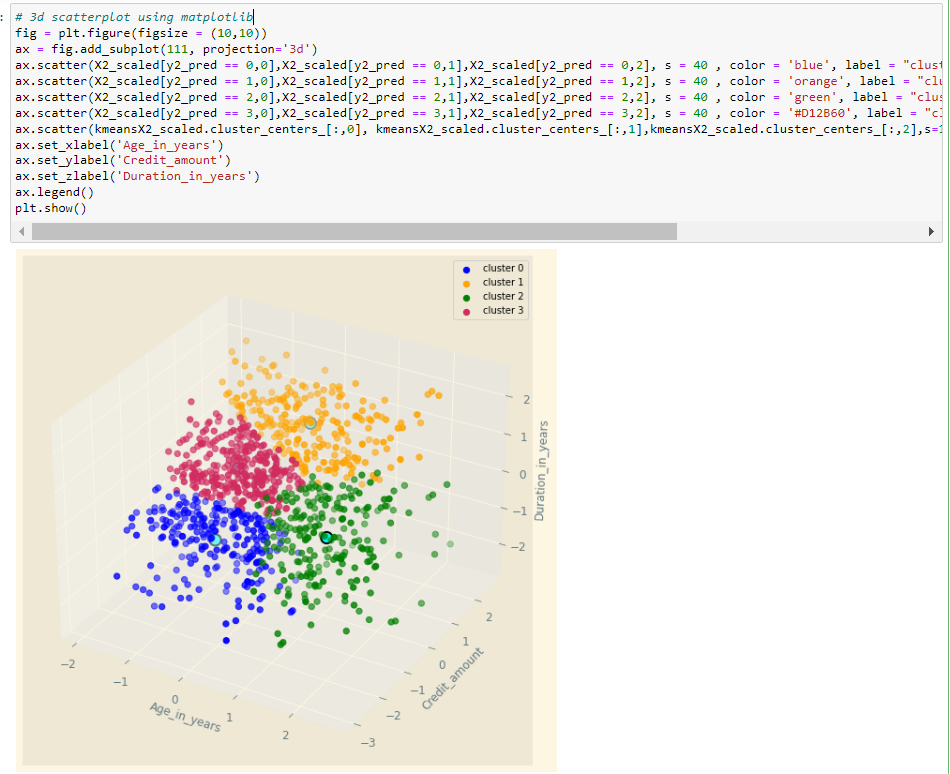 :
# 3d scatterplot using matplotlib
fig = plt.figure(figsize = (10,10))
ax = fig.add_subplot(111, projection='3d')
ax.scatter(X2_scaled[y2_pred == 0,0],X2_scaled[y2_pred == 0,1],X2_scaled[y2_pred == 0,2], s = 40 , color = 'blue', label = "clust
ax.scatter(X2_scaled[y2_pred == 1,0],X2_scaled[y2_pred == 1,1],X2_scaled[y2_pred == 1,2], s = 40 , color = 'orange', label = "clu
ax.scatter(X2_scaled[y2_pred == 2,0],X2_scaled[y2_pred == 2,1],X2_scaled[y2_pred == 2,2], s = 40 , color = 'green', label = "clus
ax.scatter(X2_scaled[y2_pred == 3,0],X2_scaled[y2_pred == 3,1],X2_scaled[y2_pred == 3,2], s = 40 , color = '#D12B60', label = "cl
ax.scatter(kmeansX2_scaled.cluster_centers_[:,0], kmeansX2_scaled.cluster_centers_[:,1],kmeansX2_scaled.cluster_centers_[:,2],s=1
ax.set_xlabel('Age_in_years')
ax.set_ylabel('Credit_amount')
ax.set_zlabel('Duration_in_years')
ax.legend()
plt.show()
cluster 0
cluster 1
cluster 2
cluster 3
2
1
0
−1
−2
Duration_in_years
2
1
0
−1
−2
−3
Credit_amount
−2
−1
0
1
2
Age_in_years